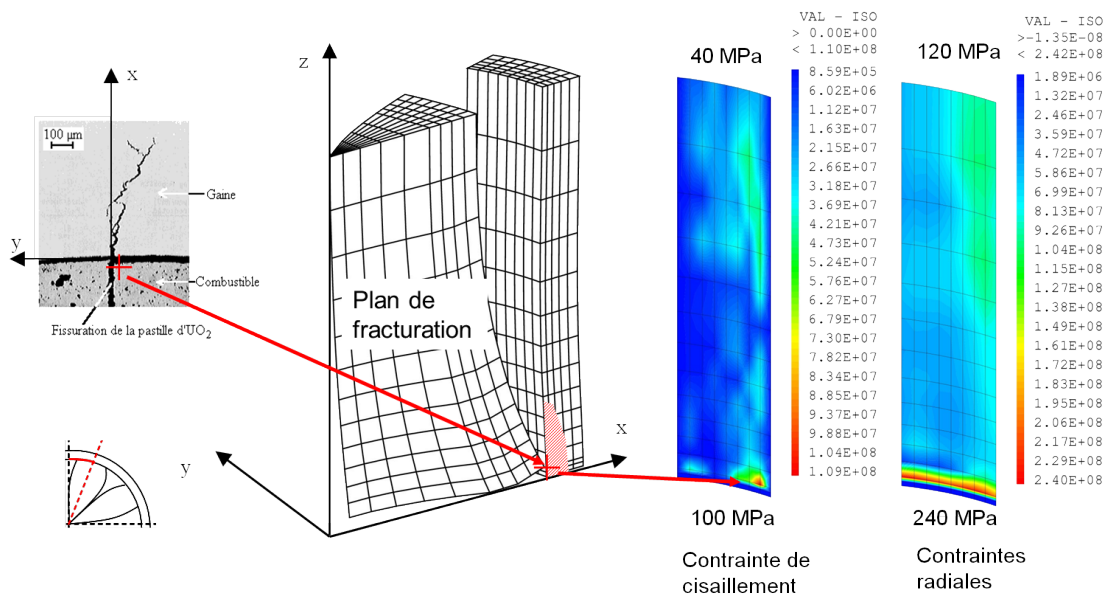 x
100 µm
Gaine
y
Combustible
Fissuration de la pastille d'UO2
z
Plan de
fracturation
x
y
40 MPa
100 MPa
Contrainte de
cisaillement
VAL - ISO
> 0.00E+00
< 1.10E+08
8.59E+05
6.02E+06
1.12E+07
1.63E+07
2.15E+07
2.66E+07
3.18E+07
3.69E+07
4.21E+07
4.73E+07
5.24E+07
5.76E+07
6.27E+07
6.79E+07
7.30E+07
7.82E+07
8.34E+07
8.85E+07
9.37E+07
9.88E+07
1.04E+08
1.09E+08
120 MPa
240 MPa
Contraintes
radiales
VAL - ISO
>-1.35E-08
< 2.42E+08
1.89E+06
1.32E+07
2.46E+07
3.59E+07
4.72E+07
5.86E+07
6.99E+07
8.13E+07
9.26E+07
1.04E+08
1.15E+08
1.27E+08
1.38E+08
1.49E+08
1.61E+08
1.72E+08
1.83E+08
1.95E+08
2.06E+08
2.17E+08
2.29E+08
2.40E+08